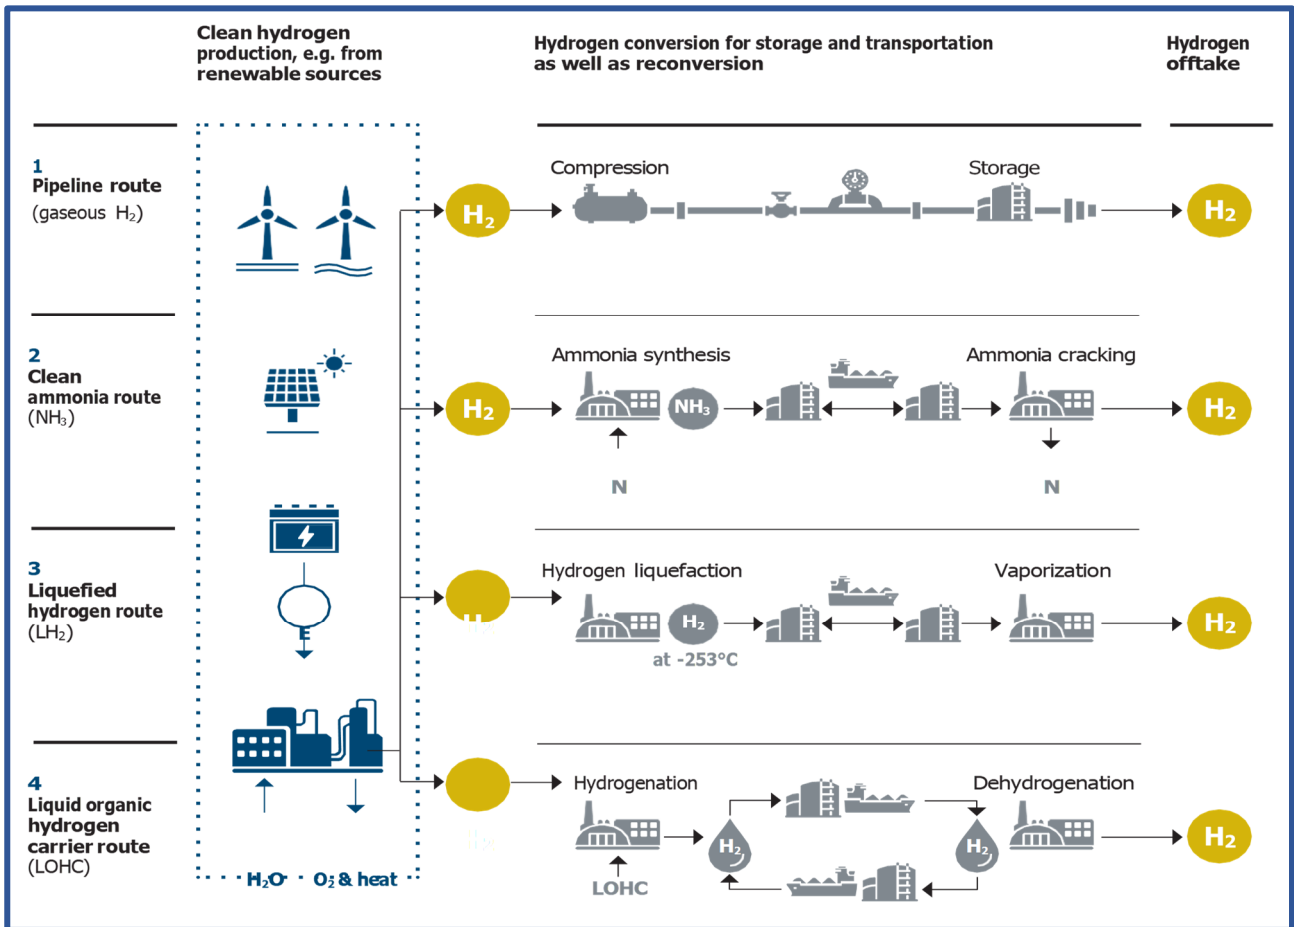 Clean hydrogen
production, e.g. from
renewable sources
Hydrogen conversion for storage and transportation
as well as reconversion
Hydrogen
offtake
1
Pipeline route
(gaseous H₂)
H₂
Compression
Storage
H₂
2
Clean
ammonia route
(NH₃)
H₂
Ammonia synthesis
NH₃
N
Ammonia cracking
N
H₂
3
Liquefied
hydrogen route
(LH₂)
E
Hydrogen liquefaction
H₂
at -253°C
Vaporization
H₂
4
Liquid organic
hydrogen
carrier route
(LOHC)
H₂O
O₂ & heat
Hydrogenation
LOHC
H₂
H₂
Dehydrogenation
H₂